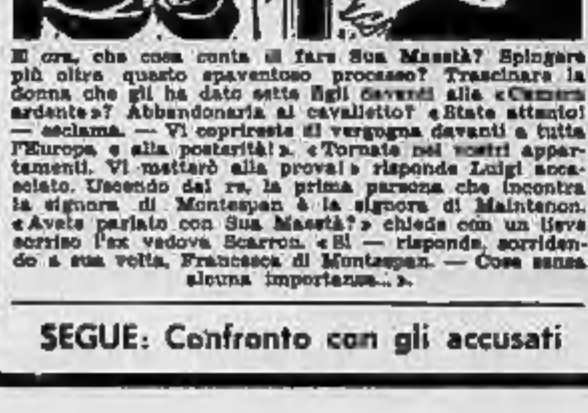 E ora, che cosa conta di fare Sua Maestà? Spingere
più oltre questo spaventoso processo? Trascinare la
donna che gli ha dato sette figli davanti alla «Camera
ardente»? Abbandonarla al cavalletto? «State attento!
— esclama. — Vi coprireste di vergogna davanti a tutta
l'Europa e alla posterità!». «Tornate nei vostri appar-
tamenti. Vi metterò alla prova!» risponde Luigi acca-
sciato. Uscendo dal re, la prima persona che incontra
la signora di Montespan è la signora di Maintenon.
«Avete parlato con Sua Maestà?» chiede con un lieve
sorriso l'ex vedova Scarron. «Sì — risponde, sorriden-
do a sua volta, Francesca di Montespan. — Cose senza
alcuna importanza...».
SEGUE: Confronto con gli accusati